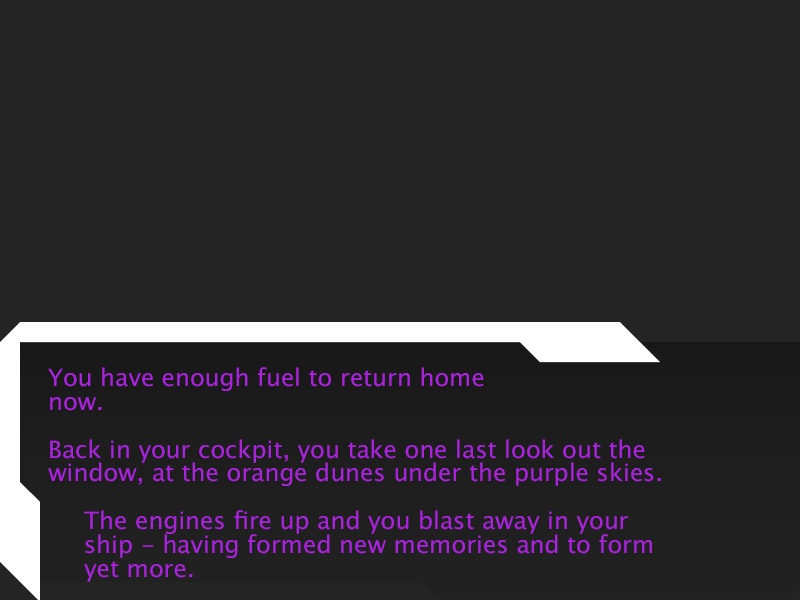 You have enough fuel to return home
now.
Back in your cockpit, you take one last look out the
window, at the orange dunes under the purple skies.
The engines fire up and you blast away in your
ship – having formed new memories and to form
yet more.